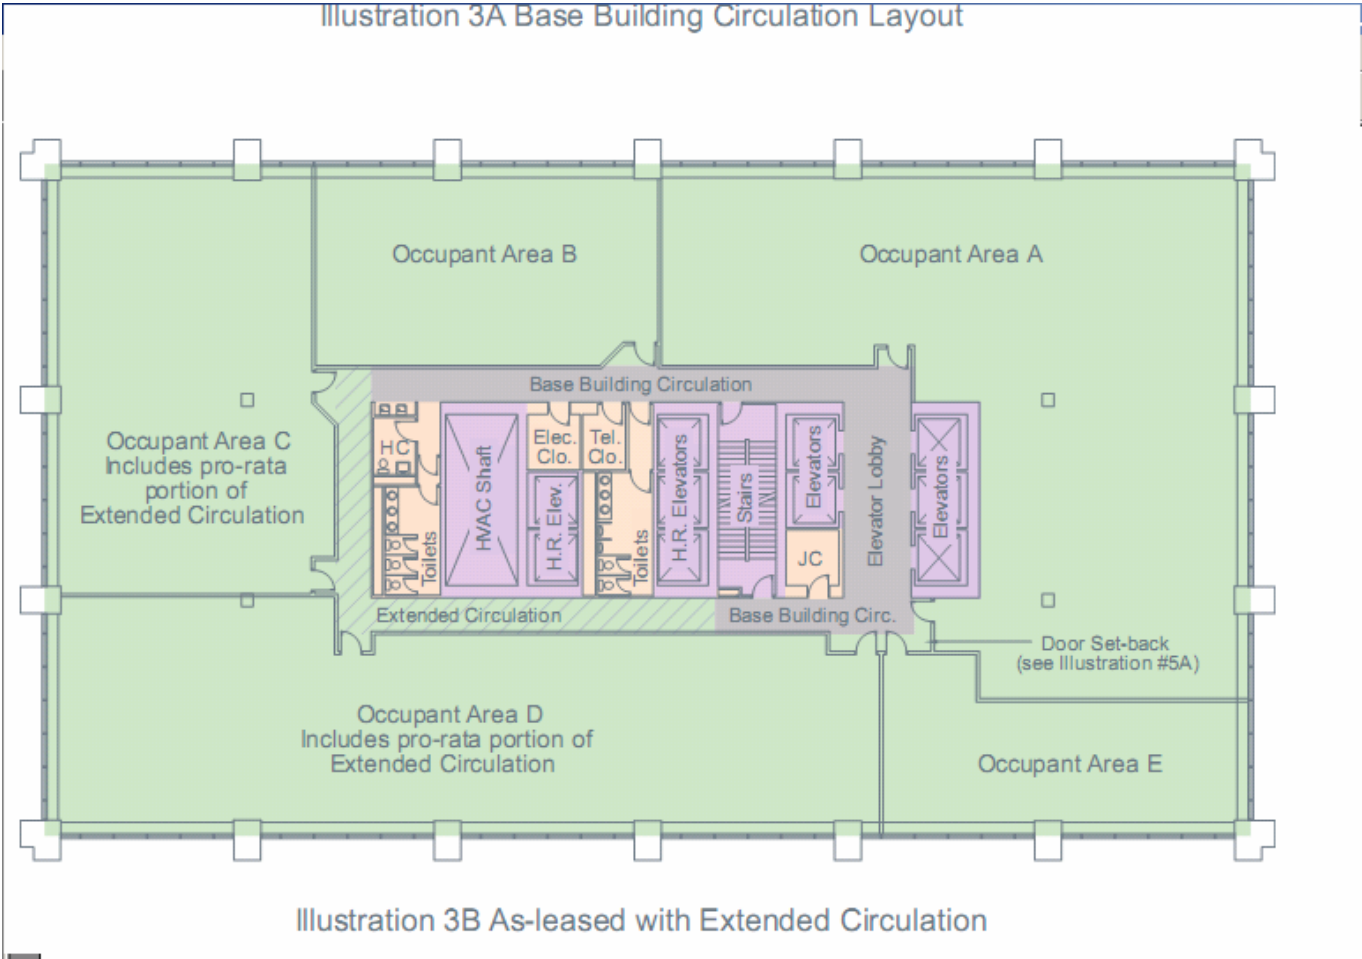 Illustration 3A Base Building Circulation Layout
Occupant Area B
Occupant Area A
Base Building Circulation
Occupant Area C
Includes pro-rata
portion of
Extended Circulation
HC
Toilets
HVAC Shaft
Elec.
Clo.
Tel.
Clo.
H.R. Elev.
Toilets
H.R. Elevators
Stairs
Elevators
JC
Elevator Lobby
Elevators
Extended Circulation
Base Building Circ.
Door Set-back
(see Illustration #5A)
Occupant Area D
Includes pro-rata portion of
Extended Circulation
Occupant Area E
Illustration 3B As-leased with Extended Circulation